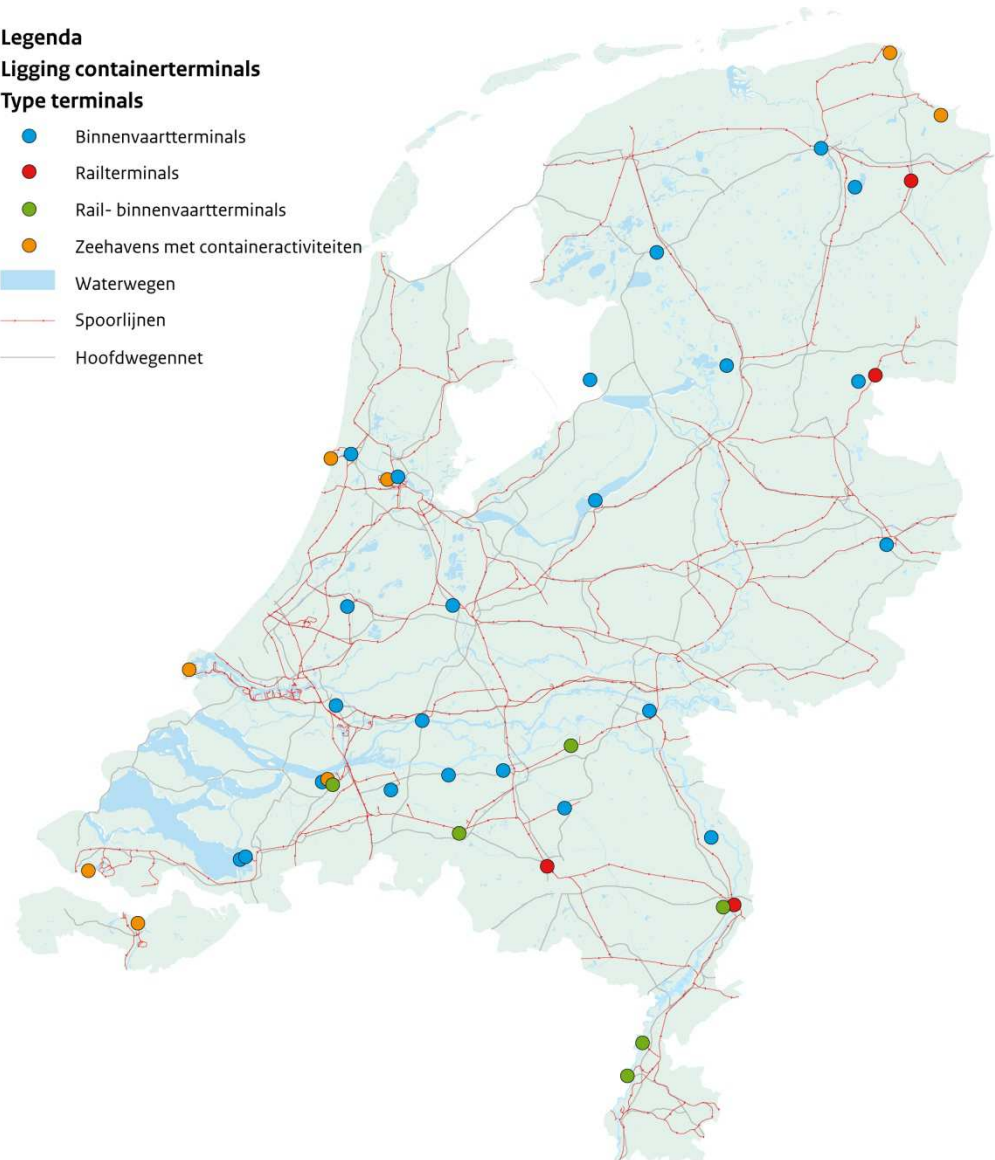 Legenda
Ligging containerterminals
Type terminals
Binnenvaartterminals
Railterminals
Rail- binnenvaartterminals
Zeehavens met containeractiviteiten
Waterwegen
Spoorlijnen
Hoofdwegennet